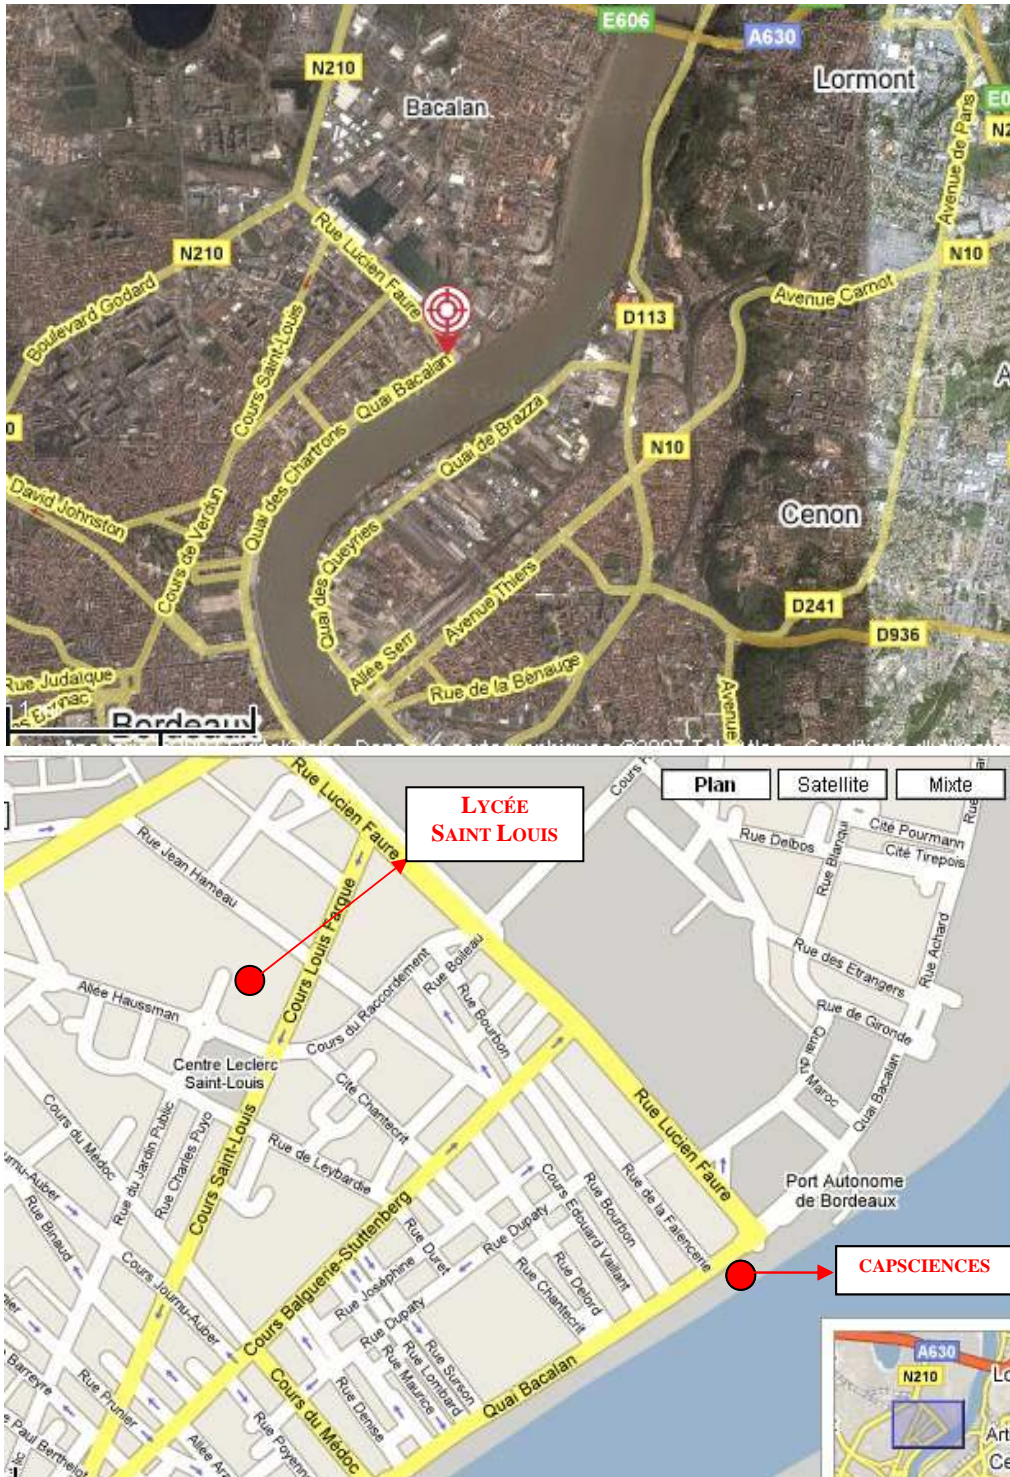 E606
A630
N210
Lormont
Bacalan
Avenue de Paris
Rue Lucien Faure
N210
N10
Boulevard Godard
Avenue Carnot
D113
Cours Saint-Louis
Quai Bacalan
Quai de Brazza
Quai des Chartrons
N10
David Johnston
Cenon
Cours de Verdun
Quai des Queyries
Avenue Thiers
D241
D936
Allée Serr
Rue Judaïque
Rue de la Bénauge
Avenue
Bordeaux
Rue Lucien Faure
LYCÉE
SAINT LOUIS
Plan
Satellite
Mixte
Cours
Rue Jean Hameau
Rue Delbos
Rue Blanqui
Cité Pourmann
Cité Tirepois
Cours Louis Fargue
Rue Achard
Rue Boileau
Rue des Etrangers
Allée Haussman
Cours du Raccordement
Rue Bourbon
Rue de Gironde
Centre Leclerc
Saint-Louis
Quai du Maroc
Quai Bacalan
Cité Chantecrit
Cours du Médoc
Rue du Jardin Public
Rue Charles Puyo
Rue de Leybardie
Rue Lucien Faure
Cours Saint-Louis
Port Autonome
de Bordeaux
Rue Binaud
Cours Balguerie-Stuttenberg
Rue Duret
Rue Dupaty
Cours Edouard Vaillant
Rue Bourbon
Rue de la Faïencerie
Cours Journu-Auber
Rue Joséphine
Rue Dupaty
Rue Chantecrit
Rue Delord
CAPSCIENCES
Rue Surson
Rue Lombard
Rue Maurice
Quai Bacalan
Barreyre
Rue Prunier
Cours du Médoc
Rue Denise
Paul Berthelot
A630
N210